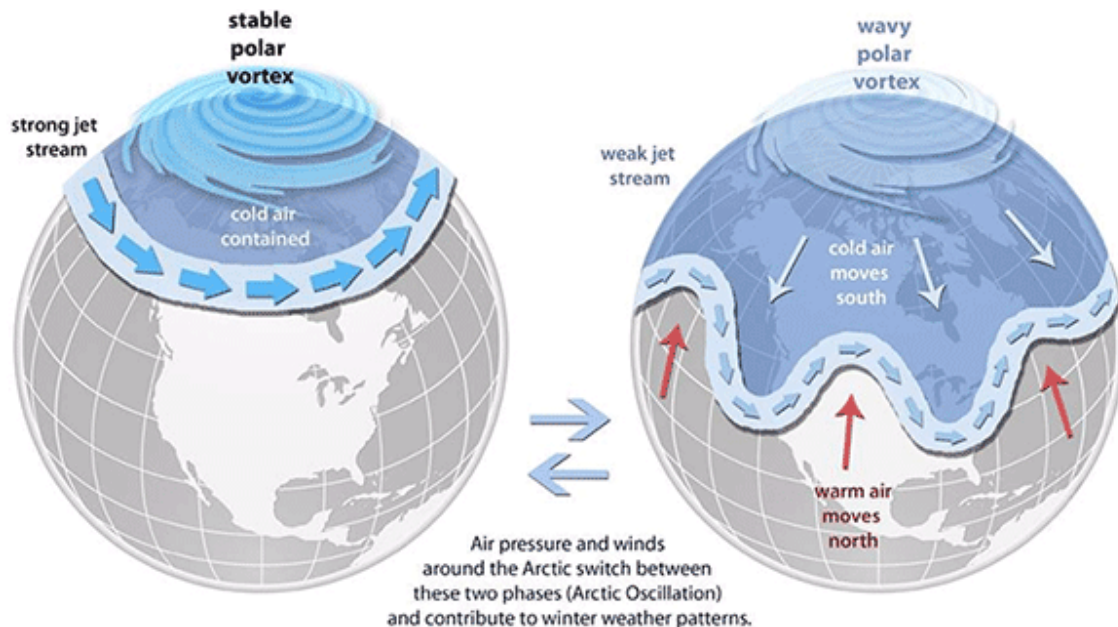 stable
polar
vortex
strong jet
stream
cold air
contained
wavy
polar
vortex
weak jet
stream
cold air
moves
south
warm air
moves
north
Air pressure and winds
around the Arctic switch between
these two phases (Arctic Oscillation)
and contribute to winter weather patterns.